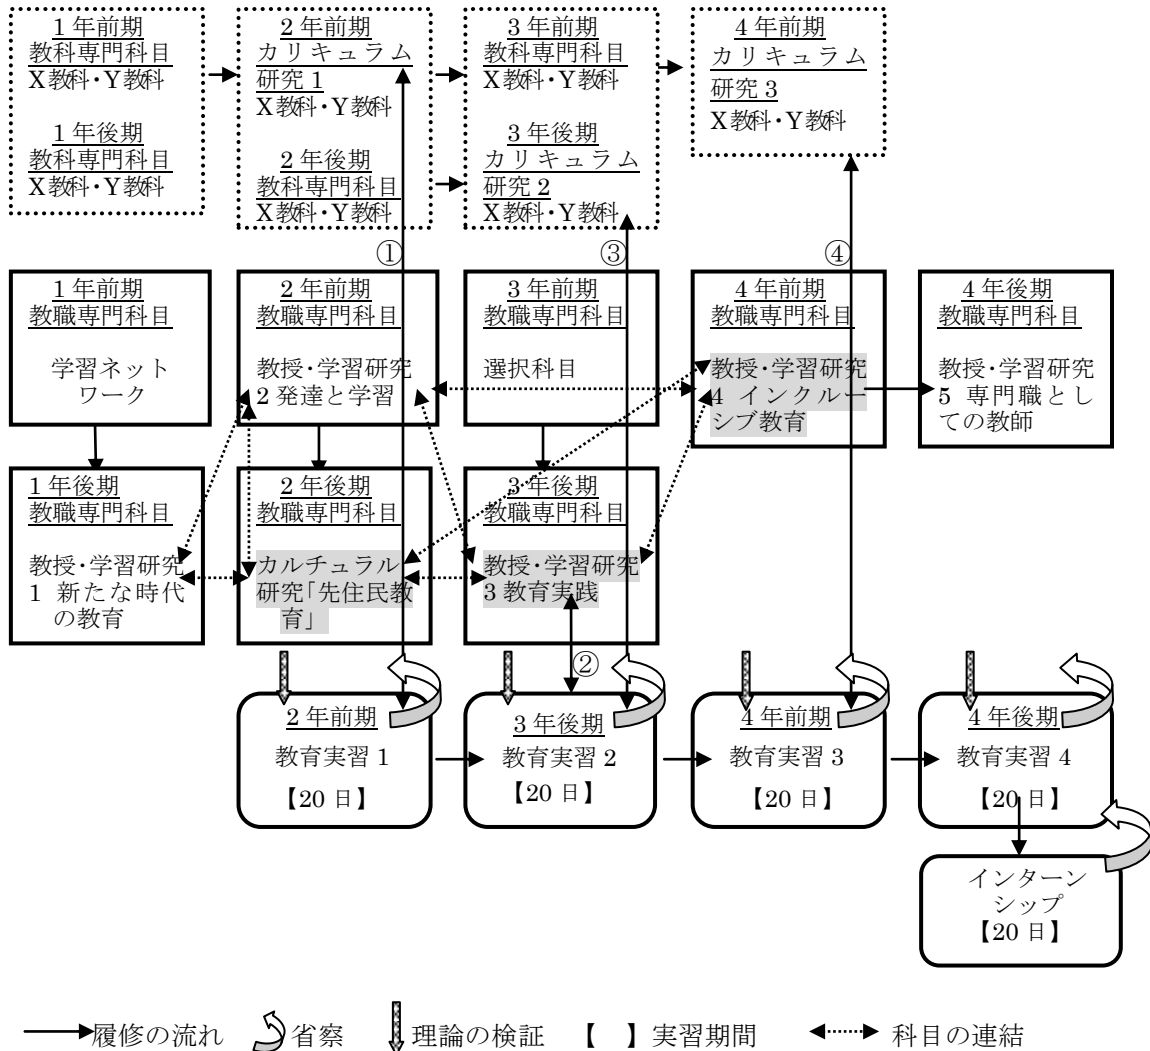 1 年前期
教科専門科目
X教科・Y教科
1 年後期
教科専門科目
X教科・Y教科
2 年前期
カリキュラム
研究 1
X教科・Y教科
2 年後期
教科専門科目
X教科・Y教科
3 年前期
教科専門科目
X教科・Y教科
3 年後期
カリキュラム
研究 2
X教科・Y教科
4 年前期
カリキュラム
研究 3
X教科・Y教科
①
③
④
1 年前期
教職専門科目
学習ネット
ワーク
2 年前期
教職専門科目
教授・学習研究
2 発達と学習
3 年前期
教職専門科目
選択科目
4 年前期
教職専門科目
教授・学習研究
4 インクルー
シブ教育
4 年後期
教職専門科目
教授・学習研究
5 専門職とし
ての教師
1 年後期
教職専門科目
教授・学習研究
1 新たな時代
の教育
2 年後期
教職専門科目
カルチュラル
研究「先住民教
育」
3 年後期
教職専門科目
教授・学習研究
3 教育実践
②
2 年前期
教育実習 1
【20 日】
3 年後期
教育実習 2
【20 日】
4 年前期
教育実習 3
【20 日】
4 年後期
教育実習 4
【20 日】
インターン
シップ
【20 日】
履修の流れ 省察 理論の検証 【 】実習期間 科目の連結